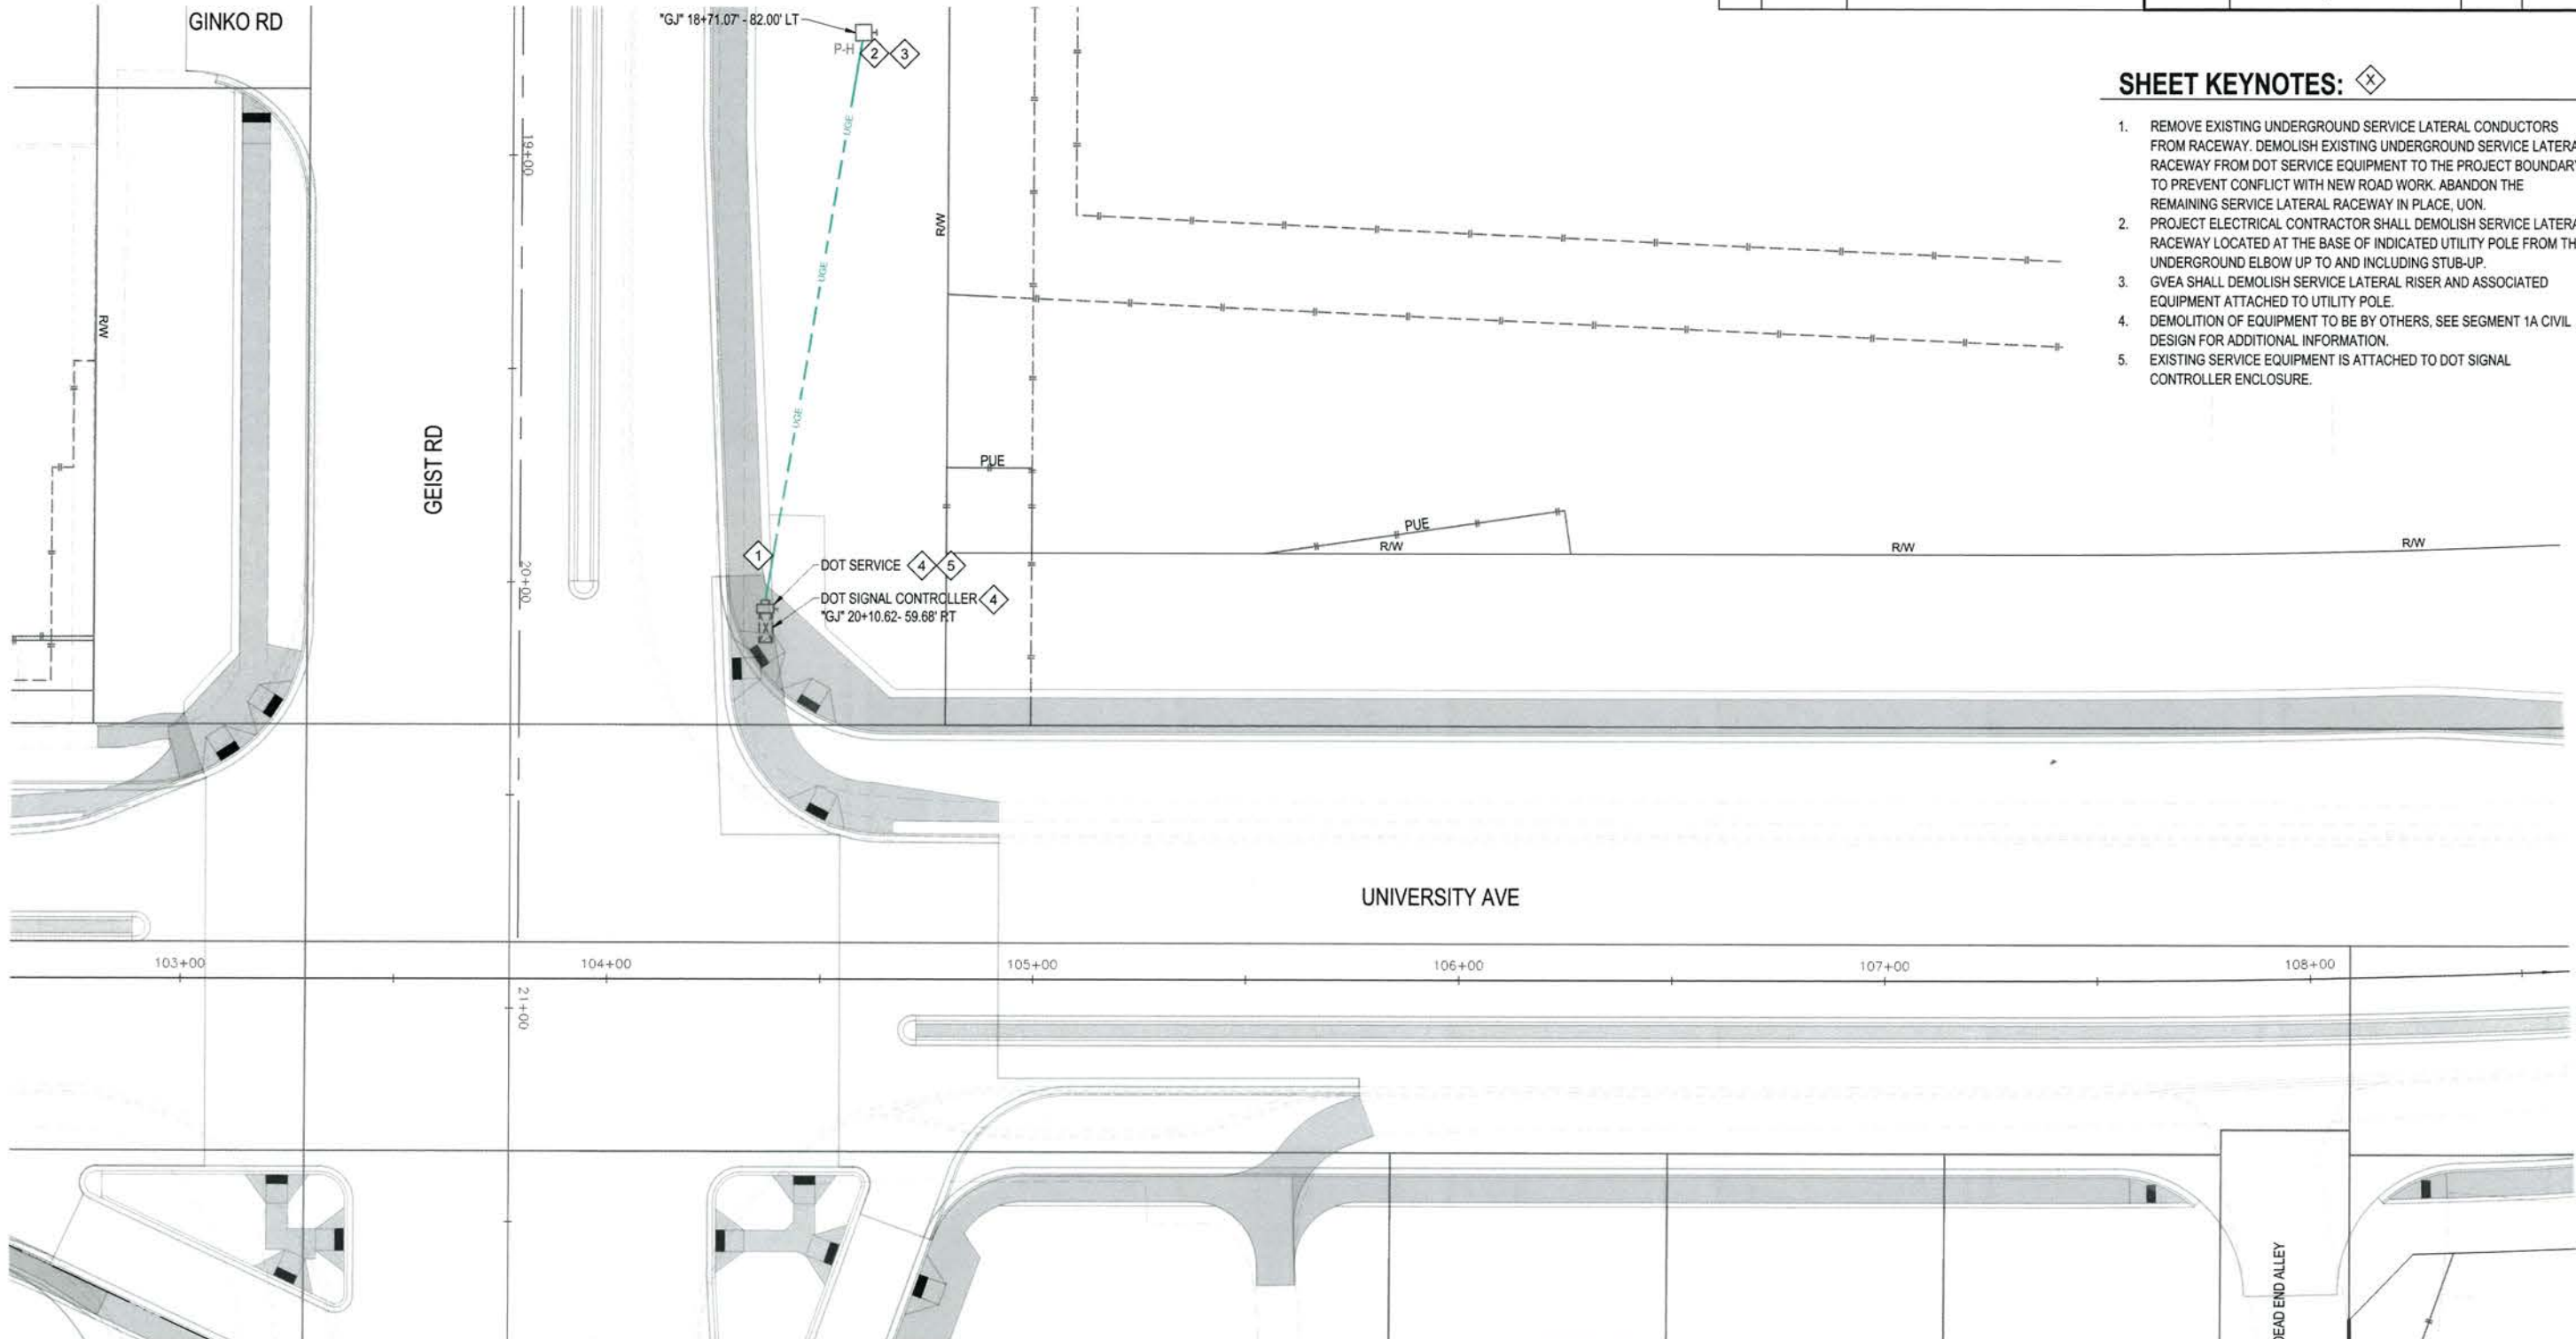 GINKO RD
"GJ" 18+71.07' - 82.00' LT
P-H
2
3
SHEET KEYNOTES: X
1. REMOVE EXISTING UNDERGROUND SERVICE LATERAL CONDUCTORS
FROM RACEWAY. DEMOLISH EXISTING UNDERGROUND SERVICE LATERA
RACEWAY FROM DOT SERVICE EQUIPMENT TO THE PROJECT BOUNDAR
TO PREVENT CONFLICT WITH NEW ROAD WORK. ABANDON THE
REMAINING SERVICE LATERAL RACEWAY IN PLACE, UON.
2. PROJECT ELECTRICAL CONTRACTOR SHALL DEMOLISH SERVICE LATERA
RACEWAY LOCATED AT THE BASE OF INDICATED UTILITY POLE FROM TH
UNDERGROUND ELBOW UP TO AND INCLUDING STUB-UP.
3. GVEA SHALL DEMOLISH SERVICE LATERAL RISER AND ASSOCIATED
EQUIPMENT ATTACHED TO UTILITY POLE.
4. DEMOLITION OF EQUIPMENT TO BE BY OTHERS, SEE SEGMENT 1A CIVIL
DESIGN FOR ADDITIONAL INFORMATION.
5. EXISTING SERVICE EQUIPMENT IS ATTACHED TO DOT SIGNAL
CONTROLLER ENCLOSURE.
UGE
UGE
UGE
19+00
R/W
R/W
GEIST RD
PUE
PUE
R/W
R/W
R/W
1
DOT SERVICE 4 5
DOT SIGNAL CONTROLLER 4
"GJ" 20+10.62- 59.68' RT
20+00
UNIVERSITY AVE
103+00
104+00
105+00
106+00
107+00
108+00
21+00
DEAD END ALLEY